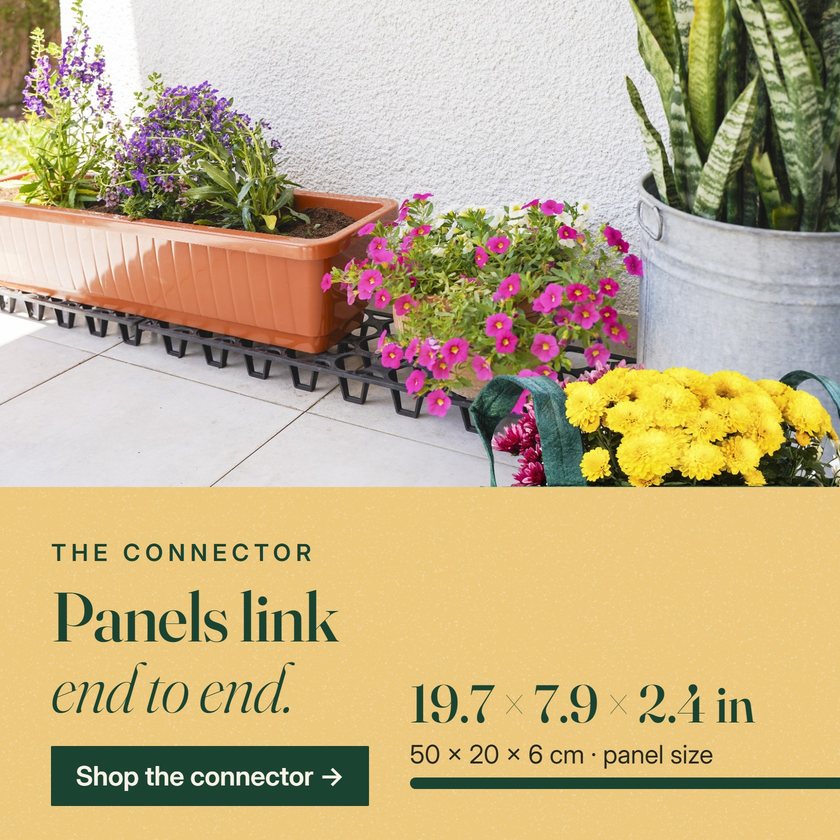 THE CONNECTOR
Panels link
end to end.
Shop the connector →
19.7 × 7.9 × 2.4 in
50 × 20 × 6 cm · panel size